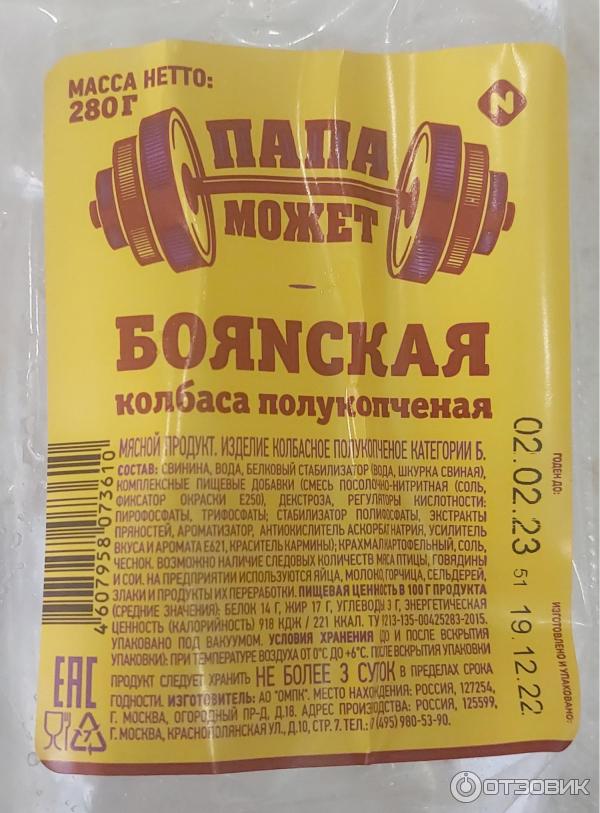 МАССА НЕТТО:
280 Г
ПАПА
МОЖЕТ
БОЯNСКАЯ
колбаса полукопченая
МЯСНОЙ ПРОДУКТ. ИЗДЕЛИЕ КОЛБАСНОЕ ПОЛУКОПЧЕНОЕ КАТЕГОРИИ Б.
СОСТАВ: СВИНИНА, ВОДА, БЕЛКОВЫЙ СТАБИЛИЗАТОР (ВОДА, ШКУРКА СВИНАЯ),
КОМПЛЕКСНЫЕ ПИЩЕВЫЕ ДОБАВКИ (СМЕСЬ ПОСОЛОЧНО-НИТРИТНАЯ (СОЛЬ,
ФИКСАТОР ОКРАСКИ Е250), ДЕКСТРОЗА, РЕГУЛЯТОРЫ КИСЛОТНОСТИ:
ПИРОФОСФАТЫ, ТРИФОСФАТЫ; СТАБИЛИЗАТОР ПОЛИФОСФАТЫ, ЭКСТРАКТЫ
ПРЯНОСТЕЙ, АРОМАТИЗАТОР, АНТИОКИСЛИТЕЛЬ АСКОРБАТ НАТРИЯ, УСИЛИТЕЛЬ
ВКУСА И АРОМАТА Е621, КРАСИТЕЛЬ КАРМИНЫ); КРАХМАЛ КАРТОФЕЛЬНЫЙ, СОЛЬ,
ЧЕСНОК. ВОЗМОЖНО НАЛИЧИЕ СЛЕДОВЫХ КОЛИЧЕСТВ МЯСА ПТИЦЫ, ГОВЯДИНЫ
И СОИ. НА ПРЕДПРИЯТИИ ИСПОЛЬЗУЮТСЯ ЯЙЦА, МОЛОКО, ГОРЧИЦА, СЕЛЬДЕРЕЙ,
ЗЛАКИ И ПРОДУКТЫ ИХ ПЕРЕРАБОТКИ. ПИЩЕВАЯ ЦЕННОСТЬ В 100 Г ПРОДУКТА
(СРЕДНИЕ ЗНАЧЕНИЯ): БЕЛОК 14 Г, ЖИР 17 Г, УГЛЕВОДЫ 3 Г, ЭНЕРГЕТИЧЕСКАЯ
ЦЕННОСТЬ (КАЛОРИЙНОСТЬ) 918 КДЖ / 221 ККАЛ. ТУ 9213-135-00425283-2015.
УПАКОВАНО ПОД ВАКУУМОМ. УСЛОВИЯ ХРАНЕНИЯ (ДО И ПОСЛЕ ВСКРЫТИЯ
УПАКОВКИ): ПРИ ТЕМПЕРАТУРЕ ВОЗДУХА ОТ 0°С ДО +6°С. ПОСЛЕ ВСКРЫТИЯ УПАКОВКИ
ПРОДУКТ СЛЕДУЕТ ХРАНИТЬ НЕ БОЛЕЕ 3 СУТОК В ПРЕДЕЛАХ СРОКА
ГОДНОСТИ. ИЗГОТОВИТЕЛЬ: АО "ОМПК". МЕСТО НАХОЖДЕНИЯ: РОССИЯ, 127254,
Г. МОСКВА, ОГОРОДНЫЙ ПР-Д, Д.18. АДРЕС ПРОИЗВОДСТВА: РОССИЯ, 125599,
Г. МОСКВА, КРАСНОПОЛЯНСКАЯ УЛ., Д.10, СТР. 7. ТЕЛ.: 7 (495) 980-53-90.
4 607958 073610
EAC
ГОДЕН ДО:
02.02.23
51
19.12.22
ИЗГОТОВЛЕНО И УПАКОВАНО:
ОТЗОВИК